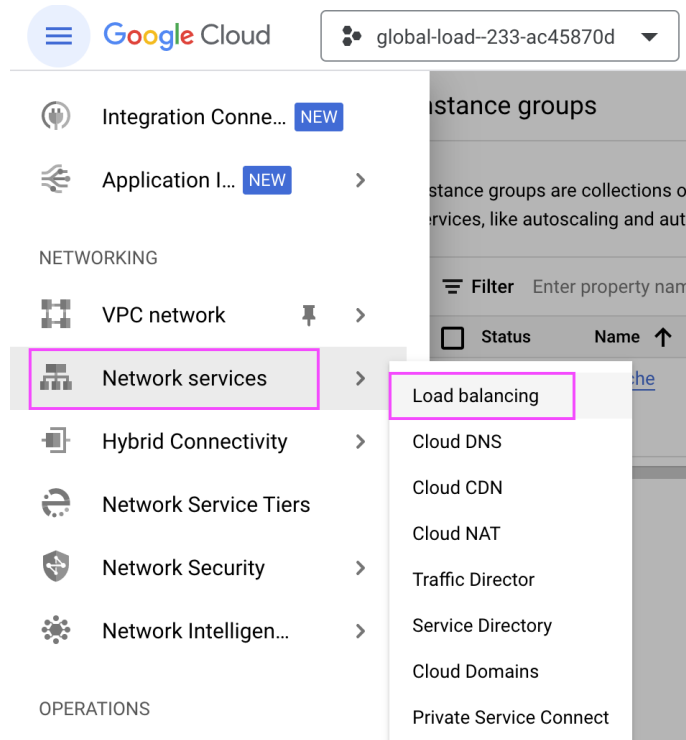 Google Cloud
global-load--233-ac45870d
Integration Conne... NEW
Application I... NEW
NETWORKING
VPC network
Network services
Hybrid Connectivity
Network Service Tiers
Network Security
Network Intelligen...
OPERATIONS
Load balancing
Cloud DNS
Cloud CDN
Cloud NAT
Traffic Director
Service Directory
Cloud Domains
Private Service Connect
nstance groups
stance groups are collections o
ervices, like autoscaling and aut
Filter Enter property nam
Status Name
che